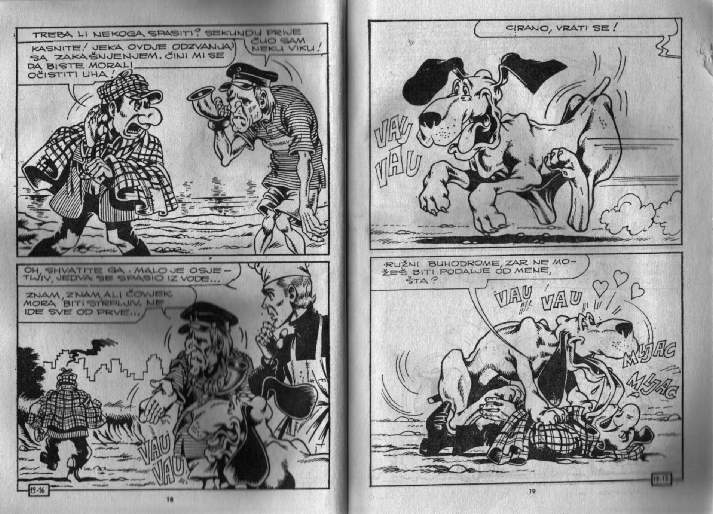 TREBA LI NEKOGA SPASITI? SEKUNDU PRIJE
ČUO SAM
NEKU VIKU!
KASNITE! JEKA OVDJE ODZVANJA
SA ZAKAŠNJENJEM. ČINI MI SE
DA BISTE MORALI
OČISTITI UHA!
OH, SHVATITE GA. MALO JE OSJE-
TLJIV, JEDVA SE SPASIO IZ VODE...
ZNAM, ZNAM, ALI ČOVJEK
MORA BITI STRPLJIV, NE
IDE SVE OD PRVE...
VAU
VAU
15-16
18
CIRANO, VRATI SE!
VAU
VAU
RUŽNI BUHODROME, ZAR NE MO-
ŽEŠ BITI PODALJE OD MENE,
ŠTA?
VAU VAU
MLJAC
MLJAC
19